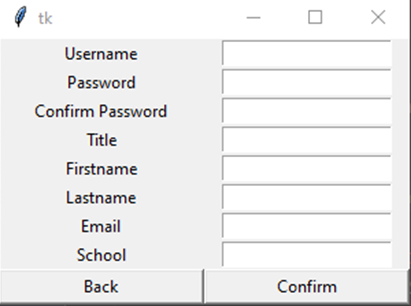 tk
Username
Password
Confirm Password
Title
Firstname
Lastname
Email
School
Back Confirm